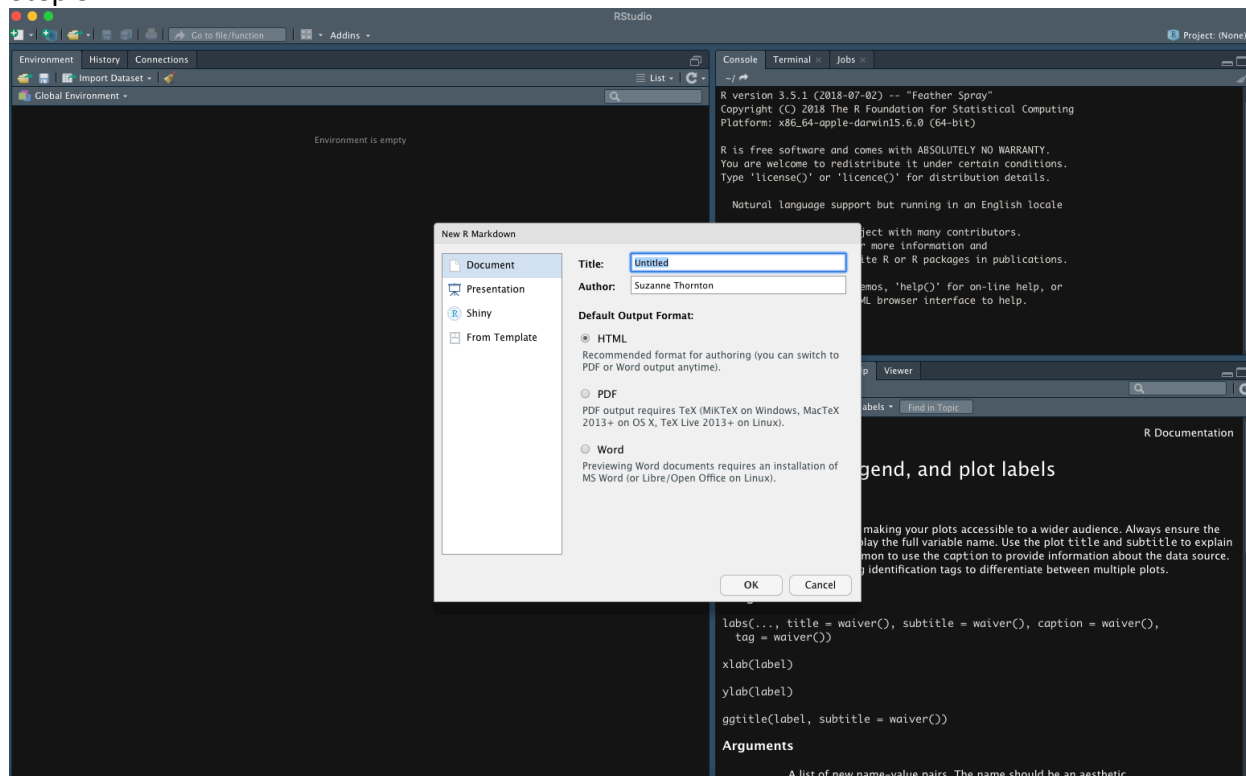 RStudio
Go to file/function
Addins
Project: (None)
Environment History Connections
Import Dataset
List
Global Environment
Environment is empty
Console Terminal Jobs
~/
R version 3.5.1 (2018-07-02) -- "Feather Spray"
Copyright (C) 2018 The R Foundation for Statistical Computing
Platform: x86_64-apple-darwin15.6.0 (64-bit)
R is free software and comes with ABSOLUTELY NO WARRANTY.
You are welcome to redistribute it under certain conditions.
Type 'license()' or 'licence()' for distribution details.
Natural language support but running in an English locale
with many contributors.
more information and
R or R packages in publications.
'help()' for on-line help, or
browser interface to help.
New R Markdown
Document
Presentation
Shiny
From Template
Title: Untitled
Author: Suzanne Thornton
Default Output Format:
HTML
Recommended format for authoring (you can switch to
PDF or Word output anytime).
PDF
PDF output requires TeX (MiKTeX on Windows, MacTeX
2013+ on OS X, TeX Live 2013+ on Linux).
Word
Previewing Word documents requires an installation of
MS Word (or Libre/Open Office on Linux).
OK Cancel
Viewer
Find in Topic
R Documentation
and plot labels
making your plots accessible to a wider audience. Always ensure the
the full variable name. Use the plot title and subtitle to explain
to use the caption to provide information about the data source.
identification tags to differentiate between multiple plots.
labs(..., title = waiver(), subtitle = waiver(), caption = waiver(),
tag = waiver())
xlab(label)
ylab(label)
ggtitle(label, subtitle = waiver())
Arguments
A list of new name-value pairs. The name should be an aesthetic